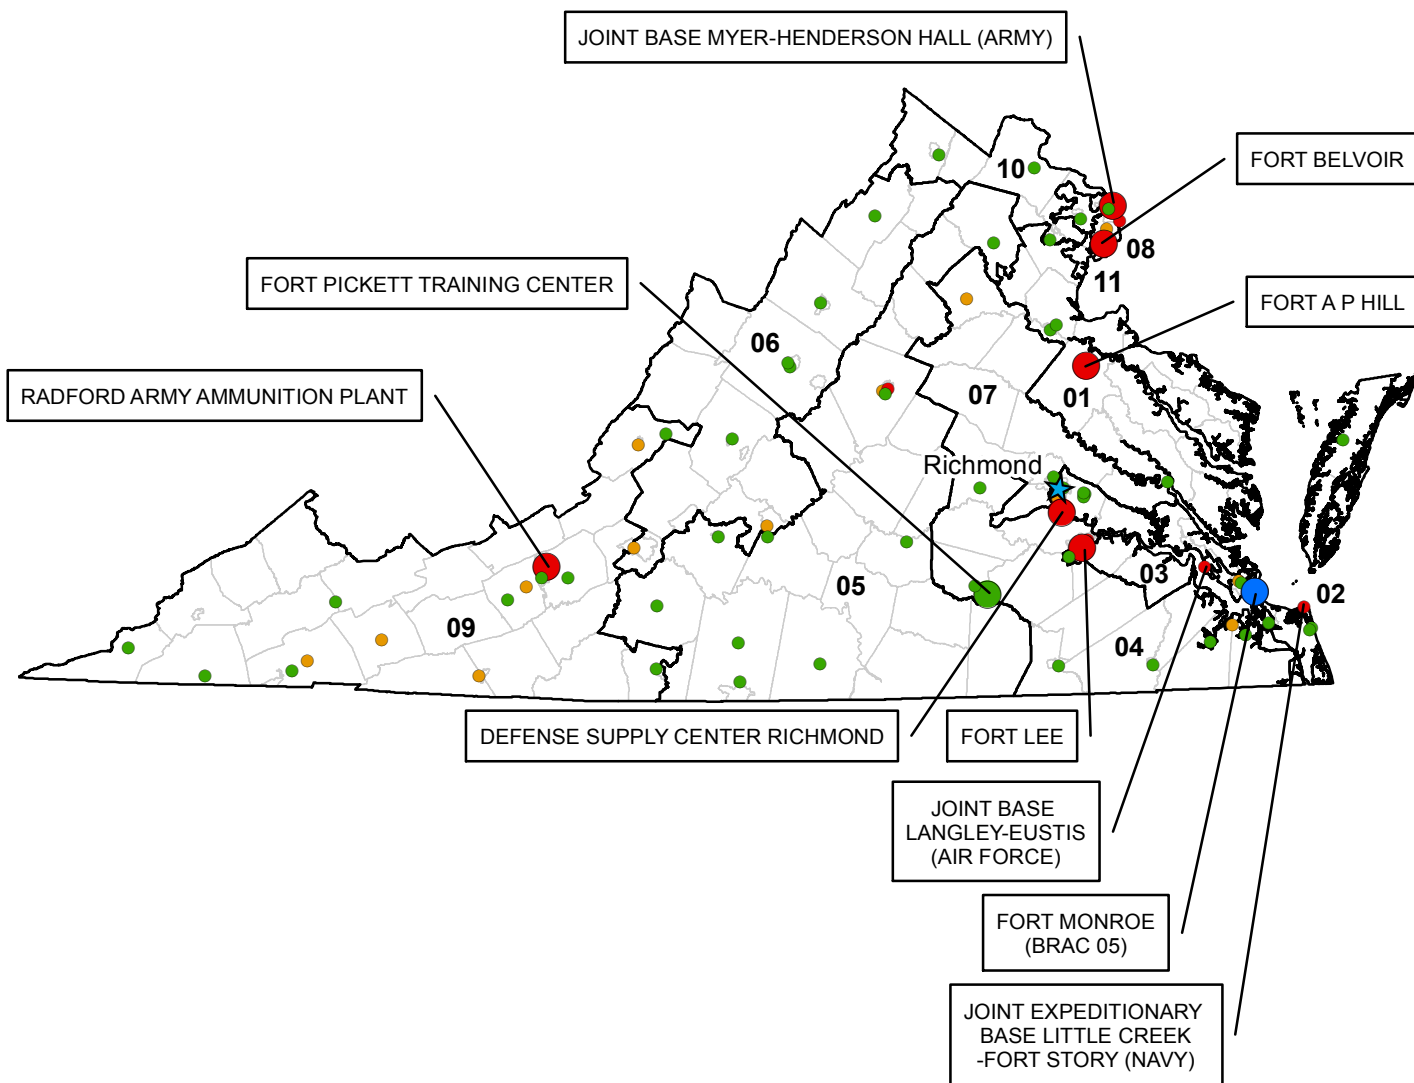 JOINT BASE MYER-HENDERSON HALL (ARMY)
FORT BELVOIR
10
08
FORT PICKETT TRAINING CENTER
11
FORT A P HILL
06
RADFORD ARMY AMMUNITION PLANT
07
01
Richmond
03
05
02
09
04
DEFENSE SUPPLY CENTER RICHMOND
FORT LEE
JOINT BASE
LANGLEY-EUSTIS
(AIR FORCE)
FORT MONROE
(BRAC 05)
JOINT EXPEDITIONARY
BASE LITTLE CREEK
-FORT STORY (NAVY)